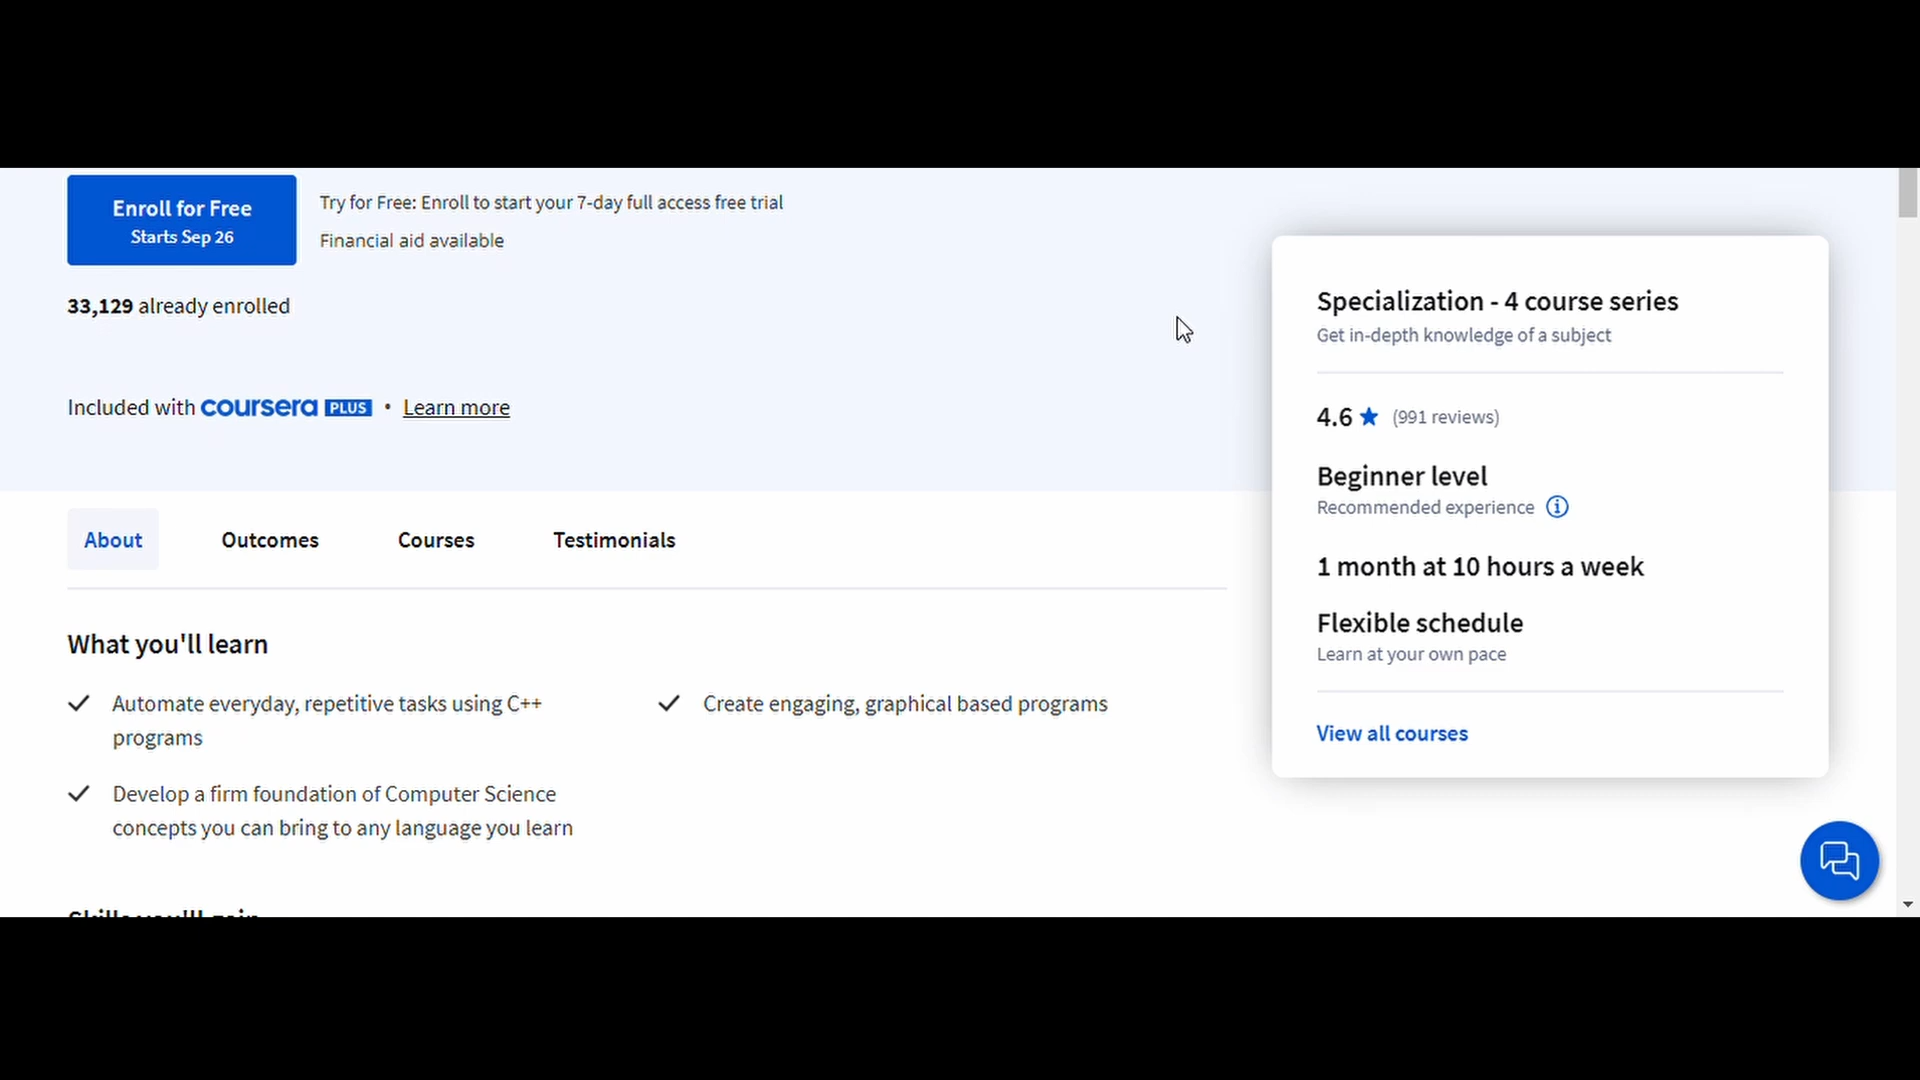 Enroll for Free
Starts Sep 26
Try for Free: Enroll to start your 7-day full access free trial
Financial aid available
33,129 already enrolled
Included with coursera PLUS • Learn more
Specialization - 4 course series
Get in-depth knowledge of a subject
4.6 ★ (991 reviews)
Beginner level
Recommended experience
1 month at 10 hours a week
Flexible schedule
Learn at your own pace
View all courses
About
Outcomes
Courses
Testimonials
What you'll learn
Automate everyday, repetitive tasks using C++
programs
Create engaging, graphical based programs
Develop a firm foundation of Computer Science
concepts you can bring to any language you learn
Skills you'll gain